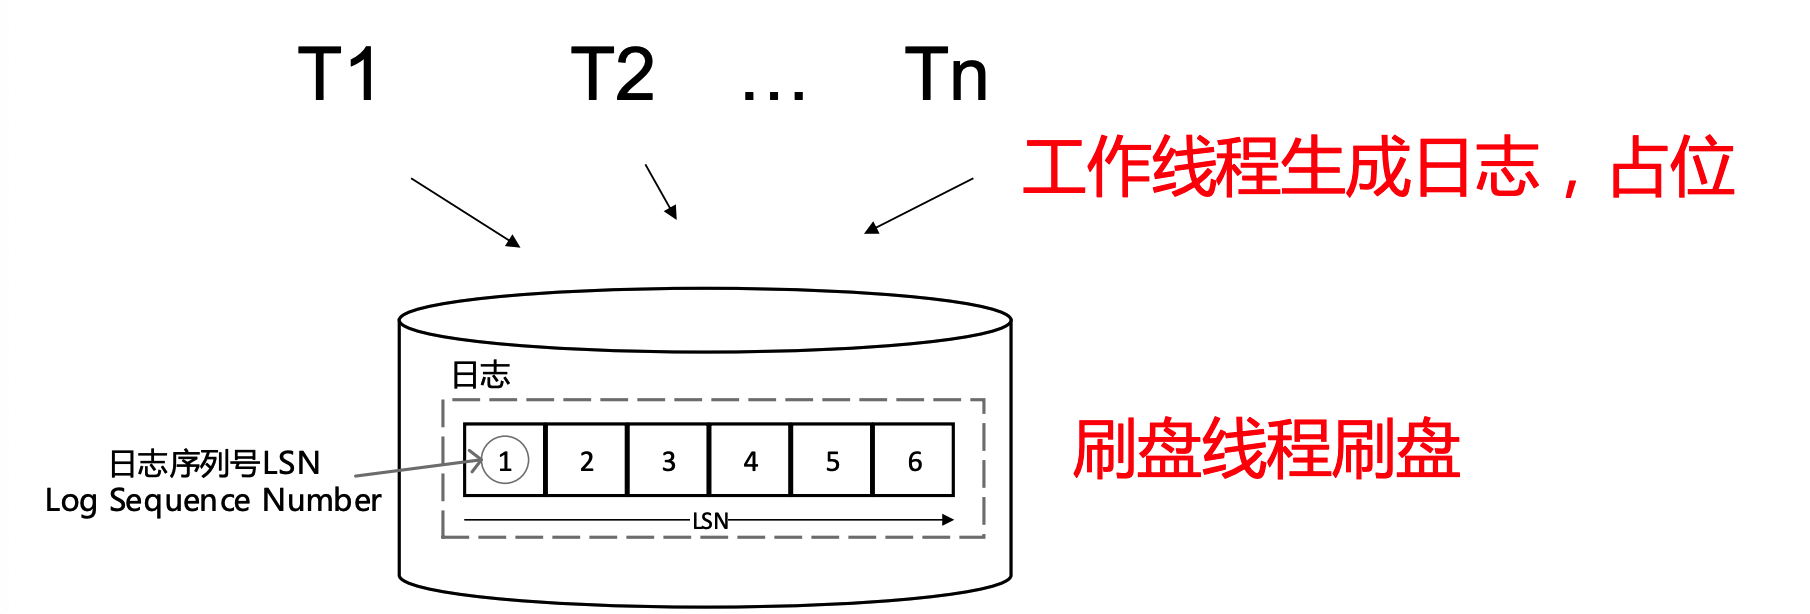 T1 T2 ... Tn
工作线程生成日志，占位
日志
1 2 3 4 5 6
日志序列号LSN
Log Sequence Number
LSN
刷盘线程刷盘